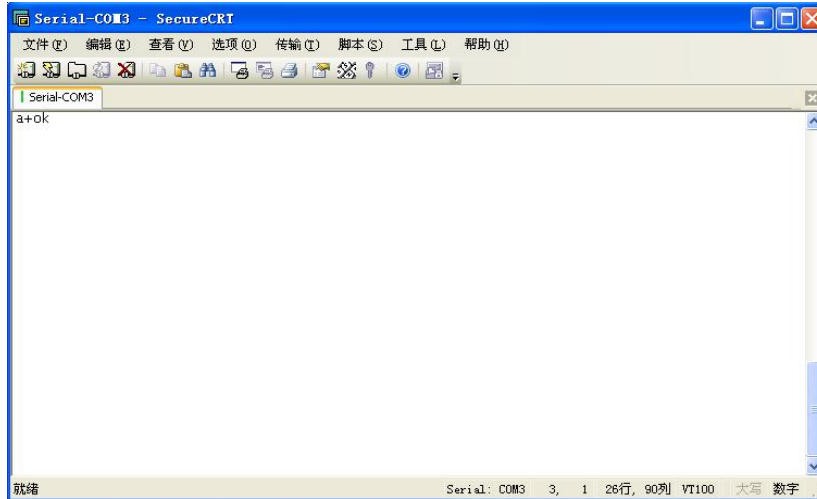 Serial-COM3 - SecureCRT
文件(F) 编辑(E) 查看(V) 选项(O) 传输(T) 脚本(S) 工具(L) 帮助(H)
Serial-COM3
a+ok
就绪 Serial: COM3 3, 1 26行, 90列 VT100 大写 数字